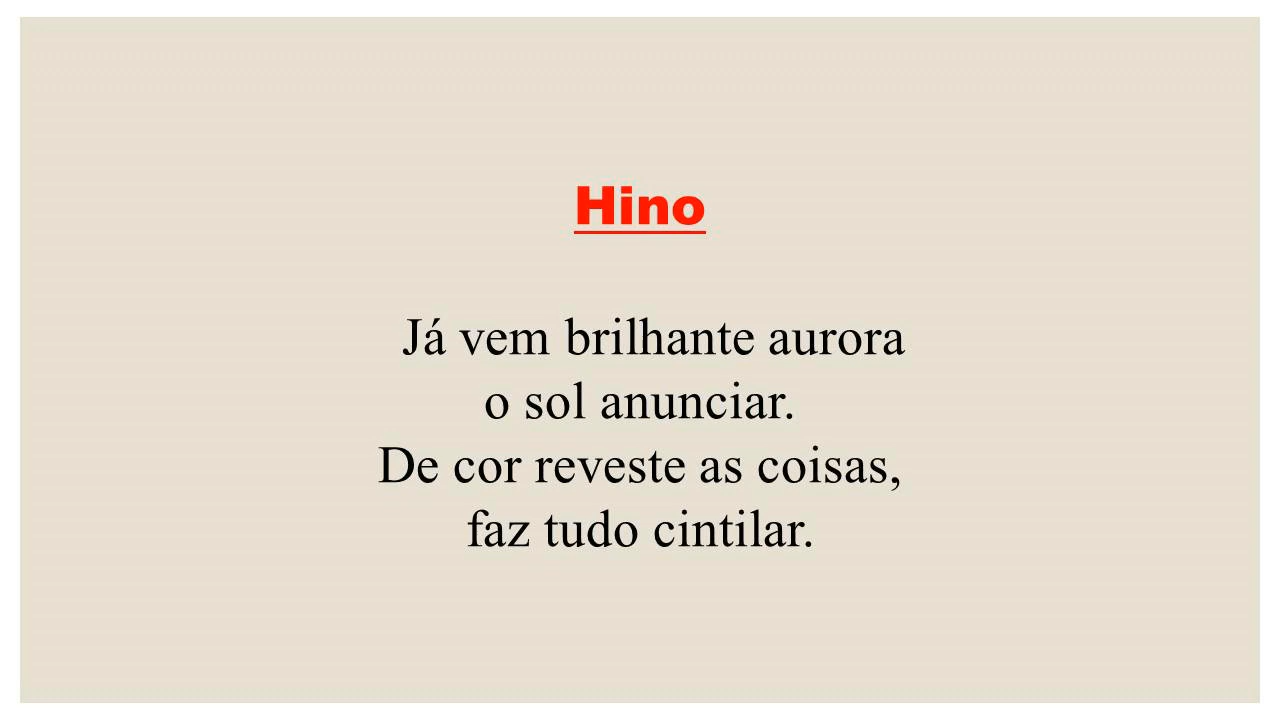 Hino
Já vem brilhante aurora
o sol anunciar.
De cor reveste as coisas,
faz tudo cintilar.